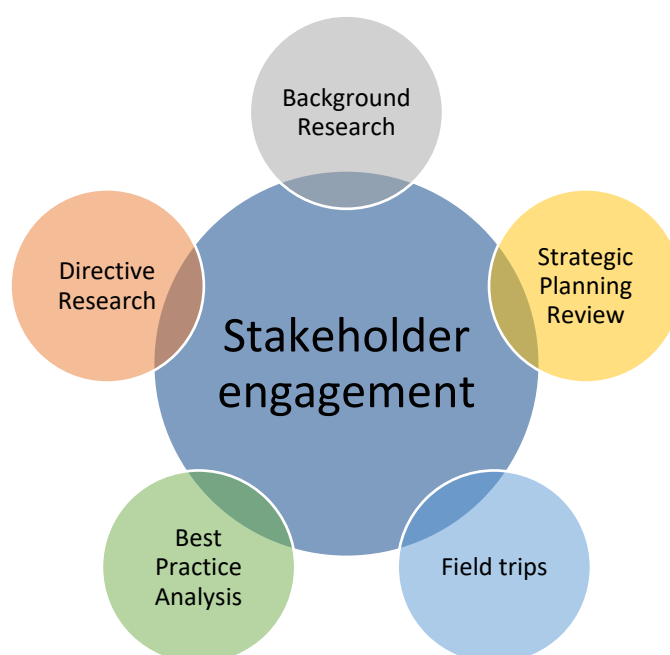 Background
Research
Strategic
Planning
Review
Directive
Research
Stakeholder
engagement
Best
Practice
Analysis
Field trips